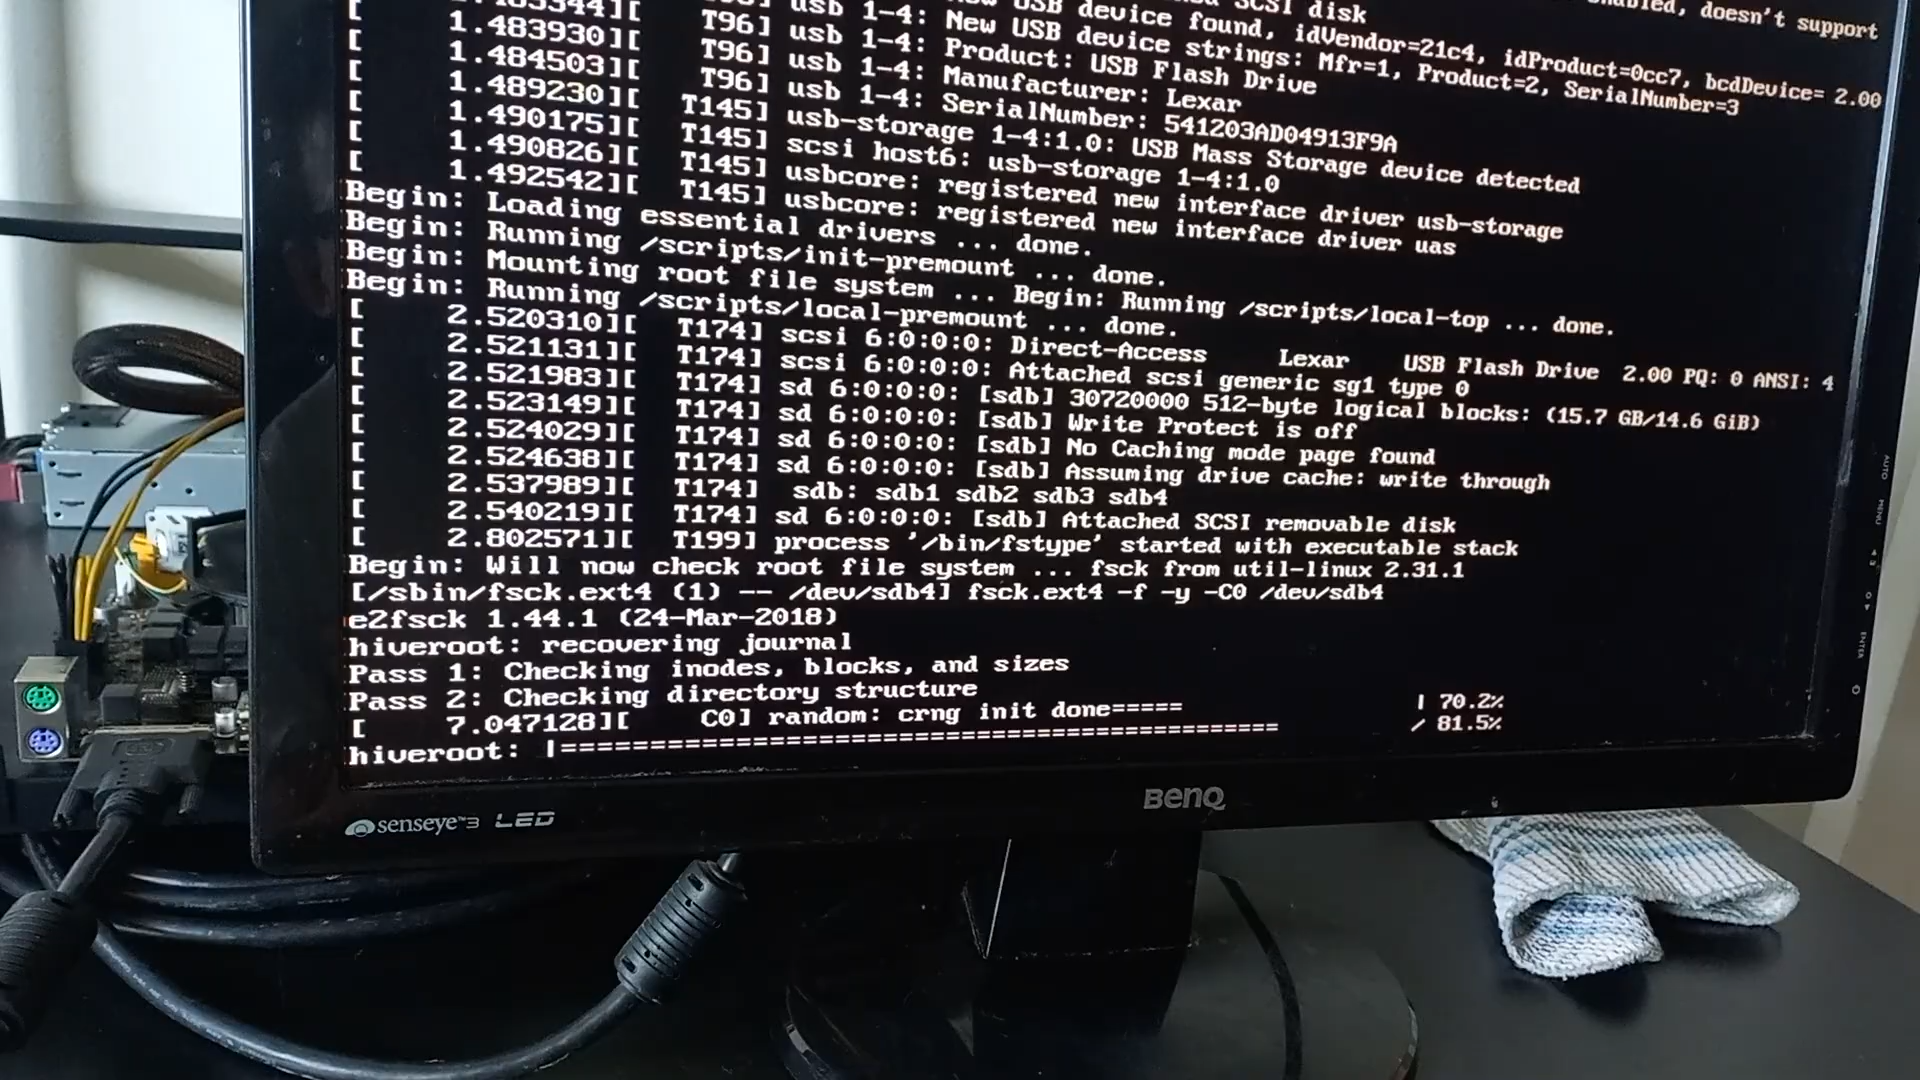 SCSI disk
doesn't support
usb 1-4: New USB device found, idVendor=21c4, idProduct=0cc7, bcdDevice= 2.00
[ 1.483930][ T96] usb 1-4: New USB device strings: Mfr=1, Product=2, SerialNumber=3
[ 1.484503][ T96] usb 1-4: Product: USB Flash Drive
[ 1.489230][ T96] usb 1-4: Manufacturer: Lexar
usb 1-4: SerialNumber: 541203AD04913F9A
[ 1.490175][ T145] usb-storage 1-4:1.0: USB Mass Storage device detected
[ 1.490826][ T145] scsi host6: usb-storage 1-4:1.0
[ 1.492542][ T145] usbcore: registered new interface driver usb-storage
T145] usbcore: registered new interface driver uas
Begin: Loading essential drivers ... done.
Begin: Running /scripts/init-premount ... done.
Begin: Mounting root file system ... Begin: Running /scripts/local-top ... done.
Begin: Running /scripts/local-premount ... done.
[ 2.520310][ T174] scsi 6:0:0:0: Direct-Access Lexar USB Flash Drive 2.00 PQ: 0 ANSI: 4
[ 2.521131][ T174] scsi 6:0:0:0: Attached scsi generic sg1 type 0
[ 2.521983][ T174] sd 6:0:0:0: [sdb] 30720000 512-byte logical blocks: (15.7 GB/14.6 GiB)
[ 2.523149][ T174] sd 6:0:0:0: [sdb] Write Protect is off
[ 2.524029][ T174] sd 6:0:0:0: [sdb] No Caching mode page found
[ 2.524638][ T174] sd 6:0:0:0: [sdb] Assuming drive cache: write through
[ 2.537989][ T174] sdb: sdb1 sdb2 sdb3 sdb4
[ 2.540219][ T174] sd 6:0:0:0: [sdb] Attached SCSI removable disk
[ 2.802571][ T199] process '/bin/fstype' started with executable stack
Begin: Will now check root file system ... fsck from util-linux 2.31.1
[/sbin/fsck.ext4 (1) -- /dev/sdb4] fsck.ext4 -f -y -C0 /dev/sdb4
e2fsck 1.44.1 (24-Mar-2018)
hiveroot: recovering journal
Pass 1: Checking inodes, blocks, and sizes
Pass 2: Checking directory structure
[ 7.047128][ C0] random: crng init done===== | 70.2%
hiveroot: |================================================== / 81.5%
BenQ
senseye™3 LED
AUTO
MENU
ENTER